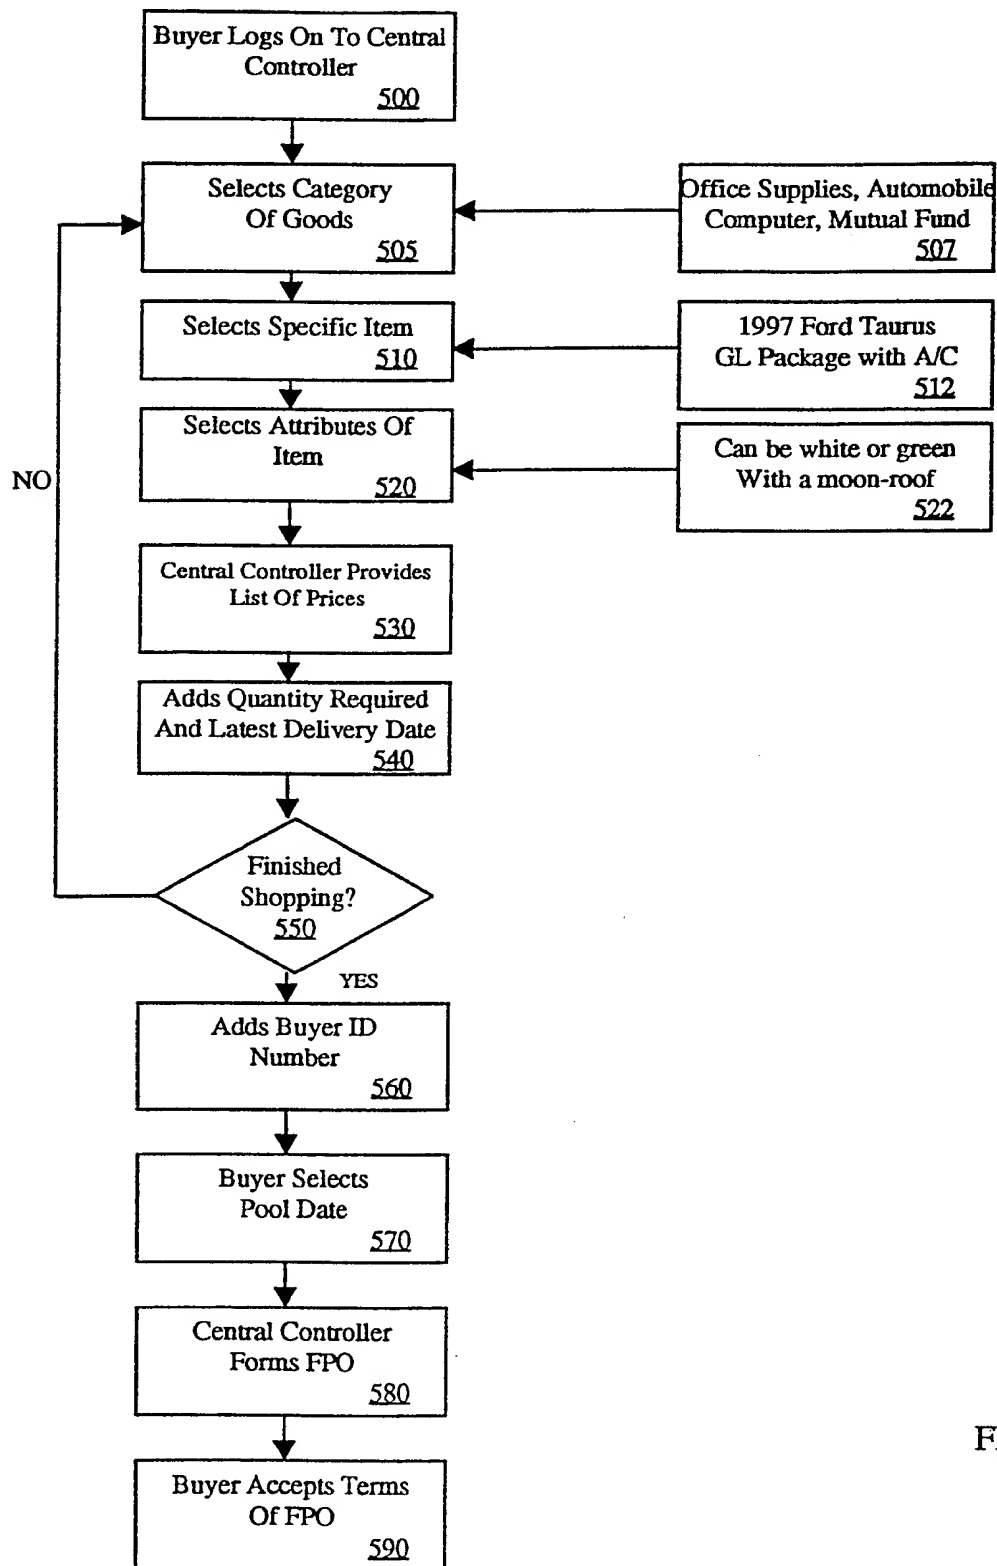 Buyer Logs On To Central
Controller
500
Selects Category
Of Goods
505
Office Supplies, Automobile
Computer, Mutual Fund
507
Selects Specific Item
510
1997 Ford Taurus
GL Package with A/C
512
Selects Attributes Of
Item
520
Can be white or green
With a moon-roof
522
NO
Central Controller Provides
List Of Prices
530
Adds Quantity Required
And Latest Delivery Date
540
Finished
Shopping?
550
YES
Adds Buyer ID
Number
560
Buyer Selects
Pool Date
570
Central Controller
Forms FPO
580
Buyer Accepts Terms
Of FPO
590